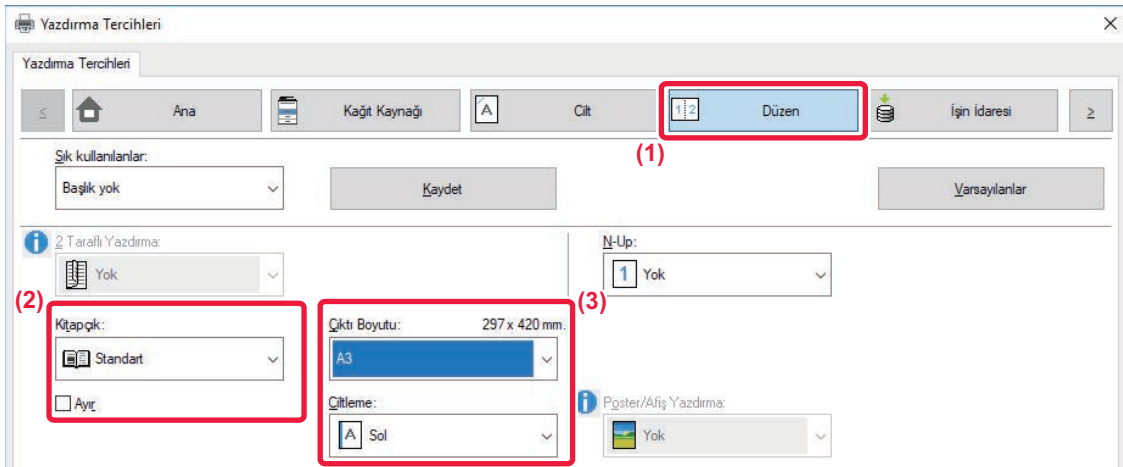 Yazdırma Tercihleri
Yazdırma Tercihleri
≤ Ana Kağıt Kaynağı A Cilt 1 2 Düzen İşin İdaresi ≥
(1)
Sık kullanılanlar:
Başlık yok Kaydet Varsayılanlar
2 Taraflı Yazdırma: N-Up:
Yok 1 Yok
(2) (3)
Kitapçık: Çıktı Boyutu: 297 x 420 mm.
Standart A3
Ayır Ciltleme: Poster/Afiş Yazdırma:
A Sol Yok